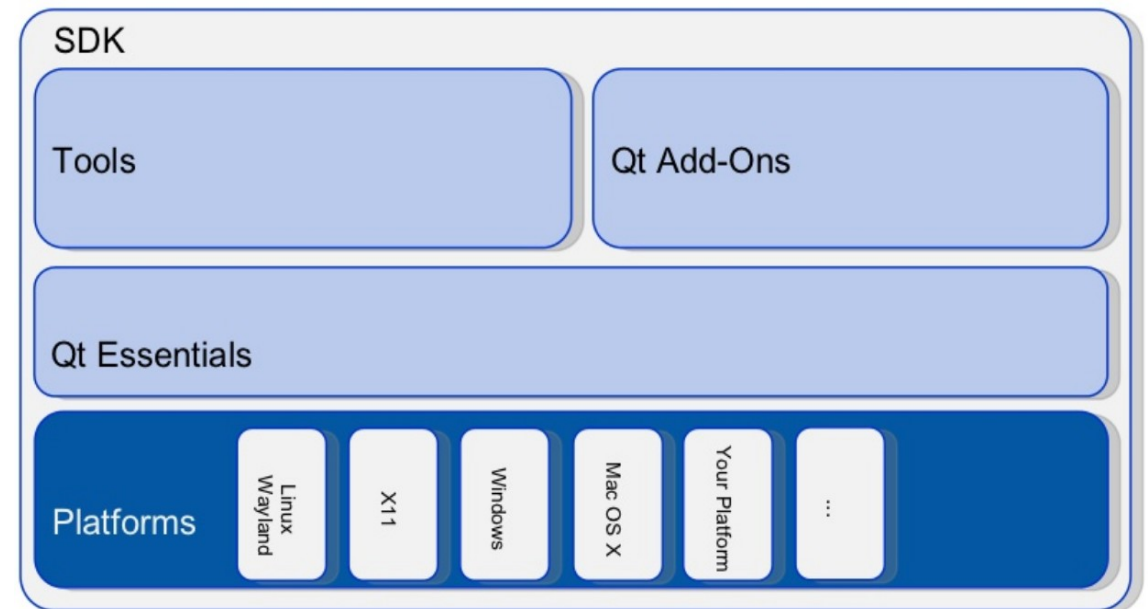 SDK
Tools
Qt Add-Ons
Qt Essentials
Platforms
Linux
Wayland
X11
Windows
Mac OS X
Your Platform
...